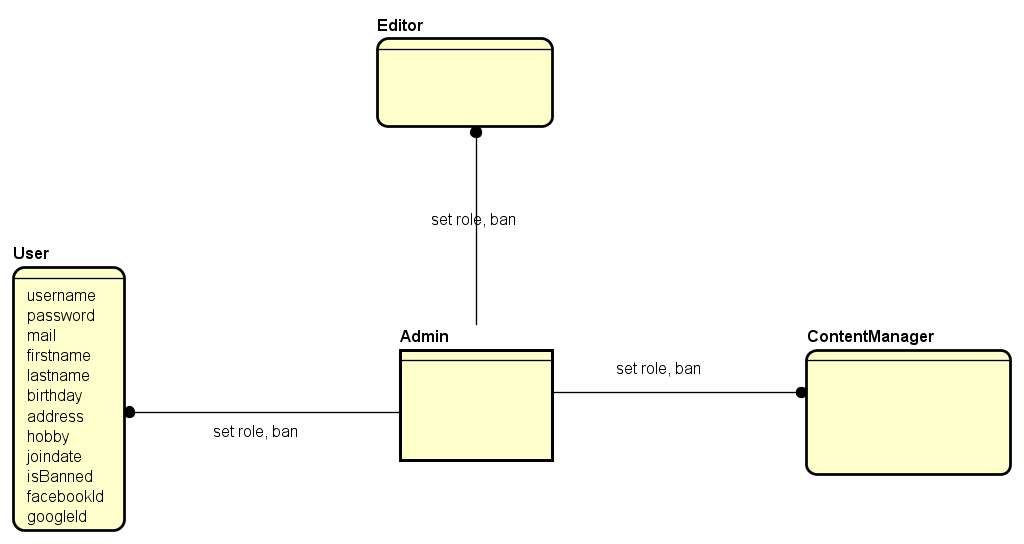 Editor
set role, ban
User
username
password
mail
firstname
lastname
birthday
address
hobby
joindate
isBanned
facebookId
googleId
set role, ban
Admin
set role, ban
ContentManager